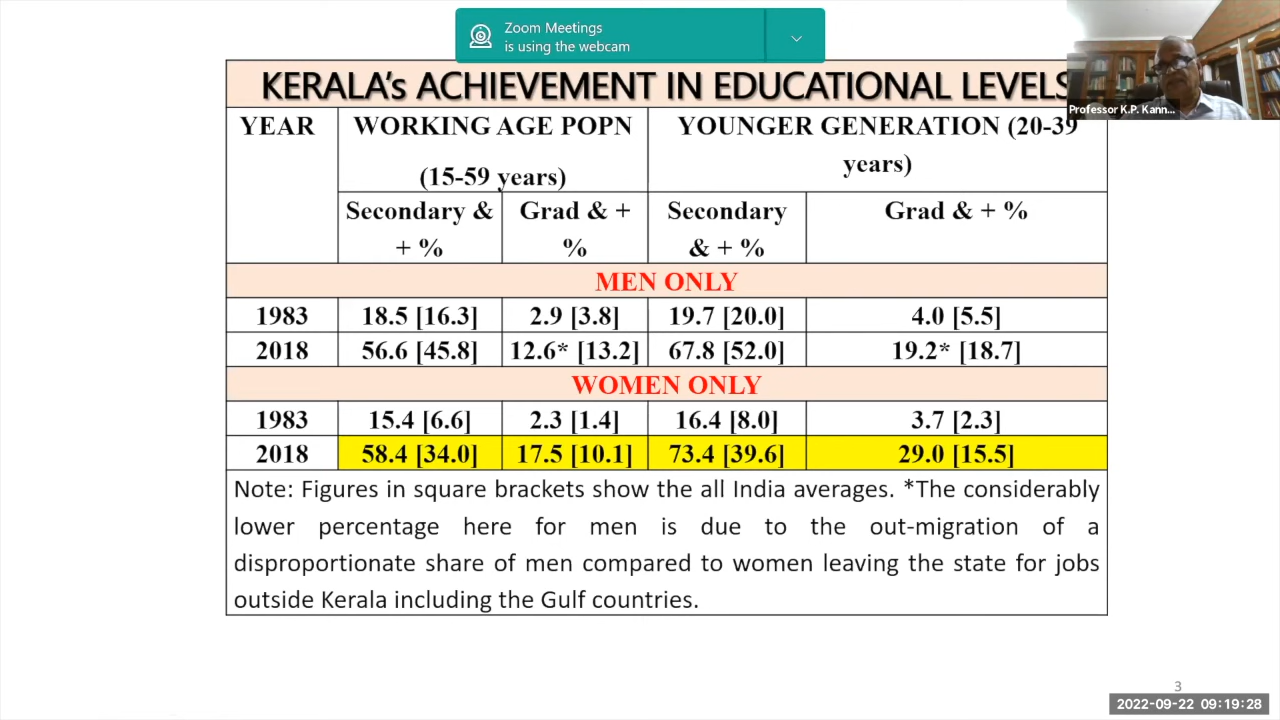 Zoom Meetings
is using the webcam
KERALA's ACHIEVEMENT IN EDUCATIONAL LEVELS
Professor K.P. Kann...
YEAR WORKING AGE POPN (15-59 years) YOUNGER GENERATION (20-39 years)
Secondary & + % Grad & + % Secondary & + % Grad & + %
MEN ONLY
1983 18.5 [16.3] 2.9 [3.8] 19.7 [20.0] 4.0 [5.5]
2018 56.6 [45.8] 12.6* [13.2] 67.8 [52.0] 19.2* [18.7]
WOMEN ONLY
1983 15.4 [6.6] 2.3 [1.4] 16.4 [8.0] 3.7 [2.3]
2018 58.4 [34.0] 17.5 [10.1] 73.4 [39.6] 29.0 [15.5]
Note: Figures in square brackets show the all India averages. *The considerably
lower percentage here for men is due to the out-migration of a
disproportionate share of men compared to women leaving the state for jobs
outside Kerala including the Gulf countries.
3
2022-09-22 09:19:28